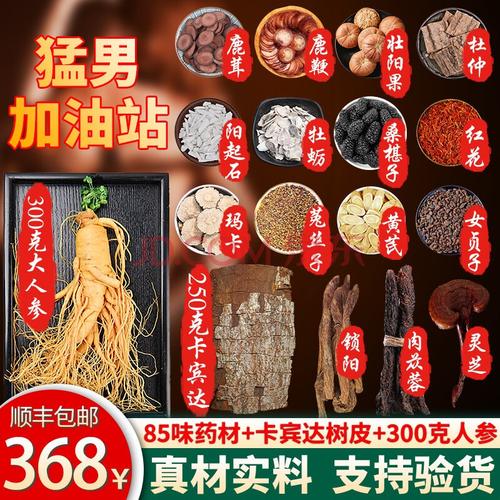 猛男
加油站
鹿茸
鹿鞭
壮阳果
杜仲
阳起石
牡蛎
桑椹子
红花
玛卡
菟丝子
黄芪
女贞子
300克大人参
250克卡宾达
锁阳
肉苁蓉
灵芝
JD.COM 京东
顺丰包邮
368¥
85味药材+卡宾达树皮+300克人参
真材实料 支持验货